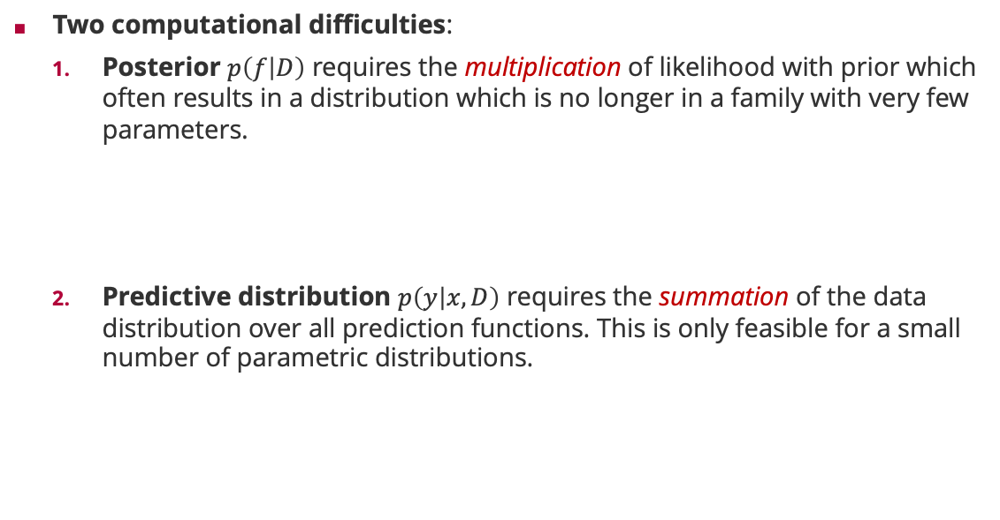 ▪ Two computational difficulties:
1. Posterior p(f|D) requires the multiplication of likelihood with prior which
often results in a distribution which is no longer in a family with very few
parameters.
2. Predictive distribution p(y|x, D) requires the summation of the data
distribution over all prediction functions. This is only feasible for a small
number of parametric distributions.